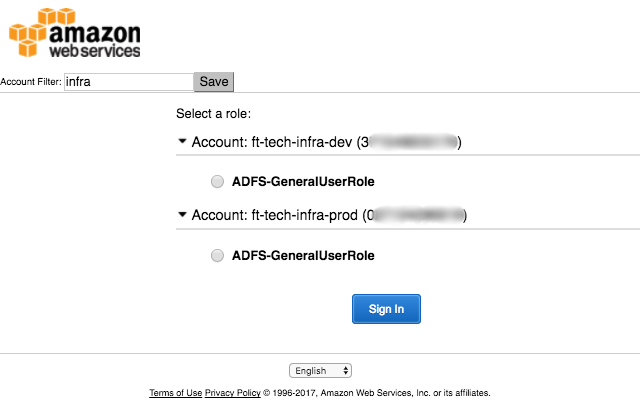 amazon
web services
Account Filter: infra Save
Select a role:
Account: ft-tech-infra-dev (3
ADFS-GeneralUserRole
Account: ft-tech-infra-prod (0
ADFS-GeneralUserRole
Sign In
English
Terms of Use Privacy Policy © 1996-2017, Amazon Web Services, Inc. or its affiliates.